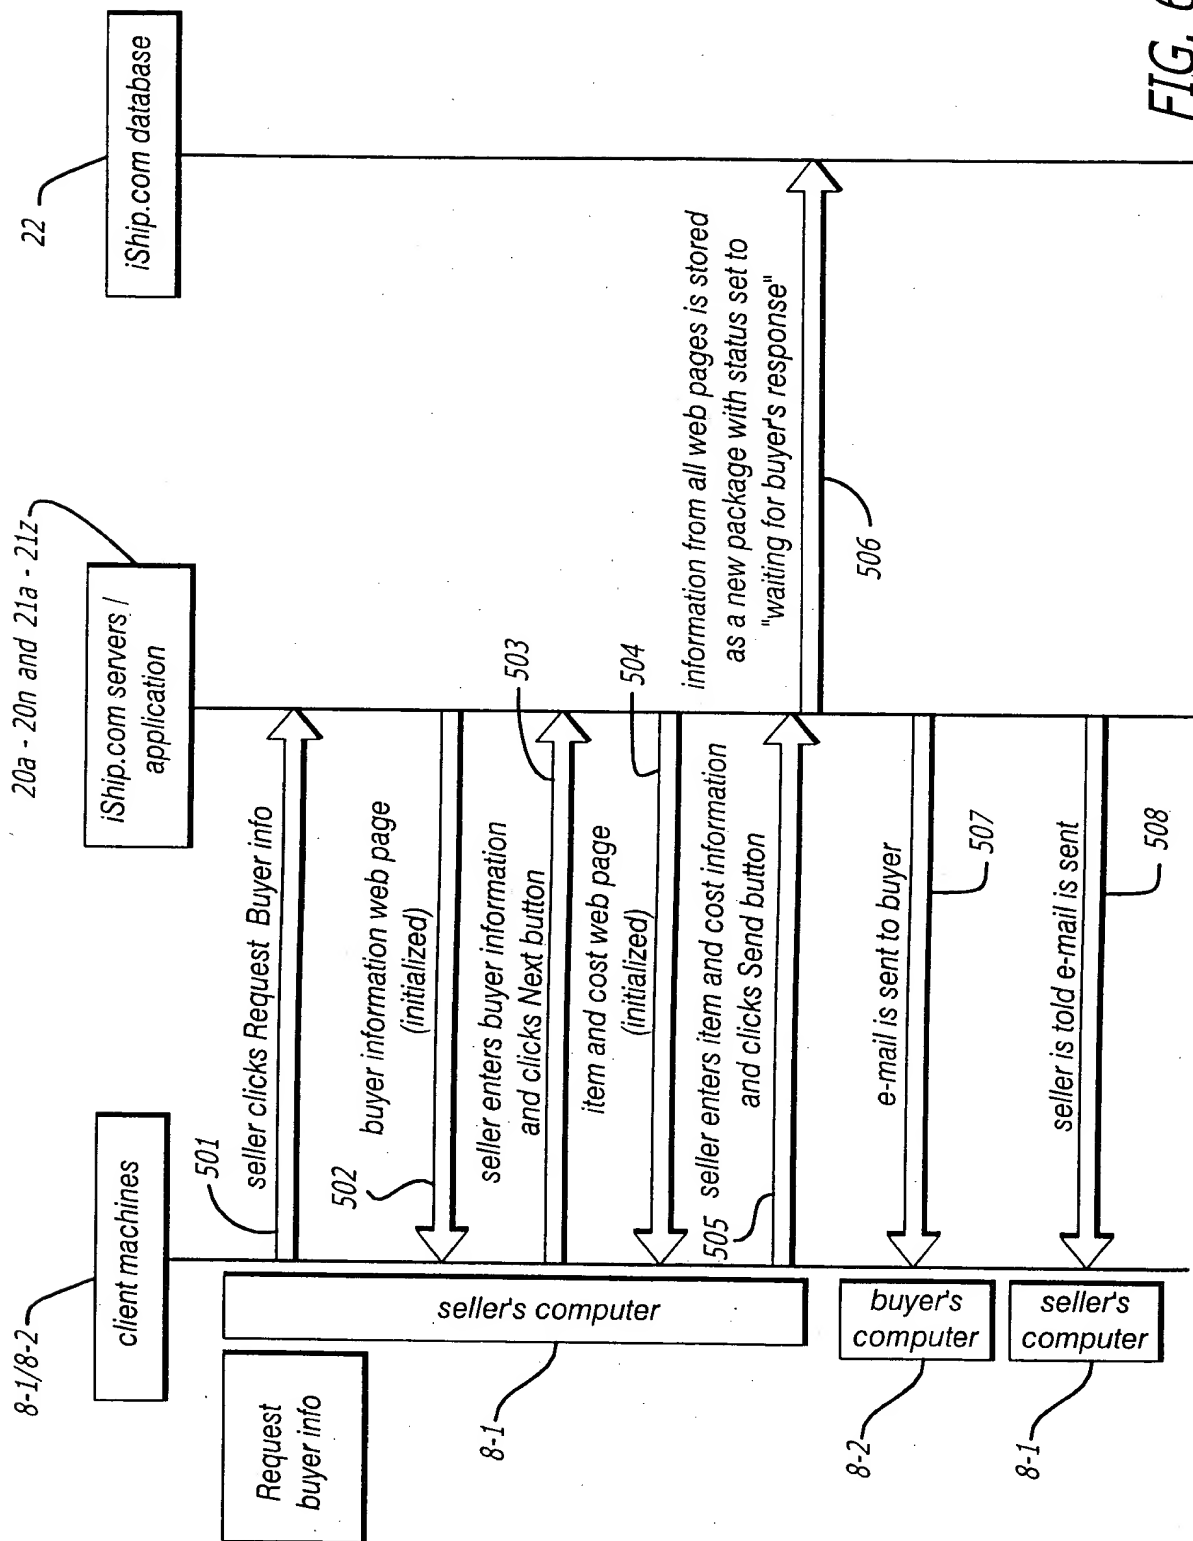 8-1/8-2
client machines
20a - 20n and 21a - 21z
iShip.com servers /
application
22
iShip.com database
Request
buyer info
seller's computer
8-1
501
seller clicks Request Buyer info
502
buyer information web page
(initialized)
seller enters buyer information
and clicks Next button
503
item and cost web page
(initialized)
504
505
seller enters item and cost information
and clicks Send button
information from all web pages is stored
as a new package with status set to
"waiting for buyer's response"
506
buyer's
computer
8-2
e-mail is sent to buyer
507
seller's
computer
8-1
seller is told e-mail is sent
508
FIG. 6